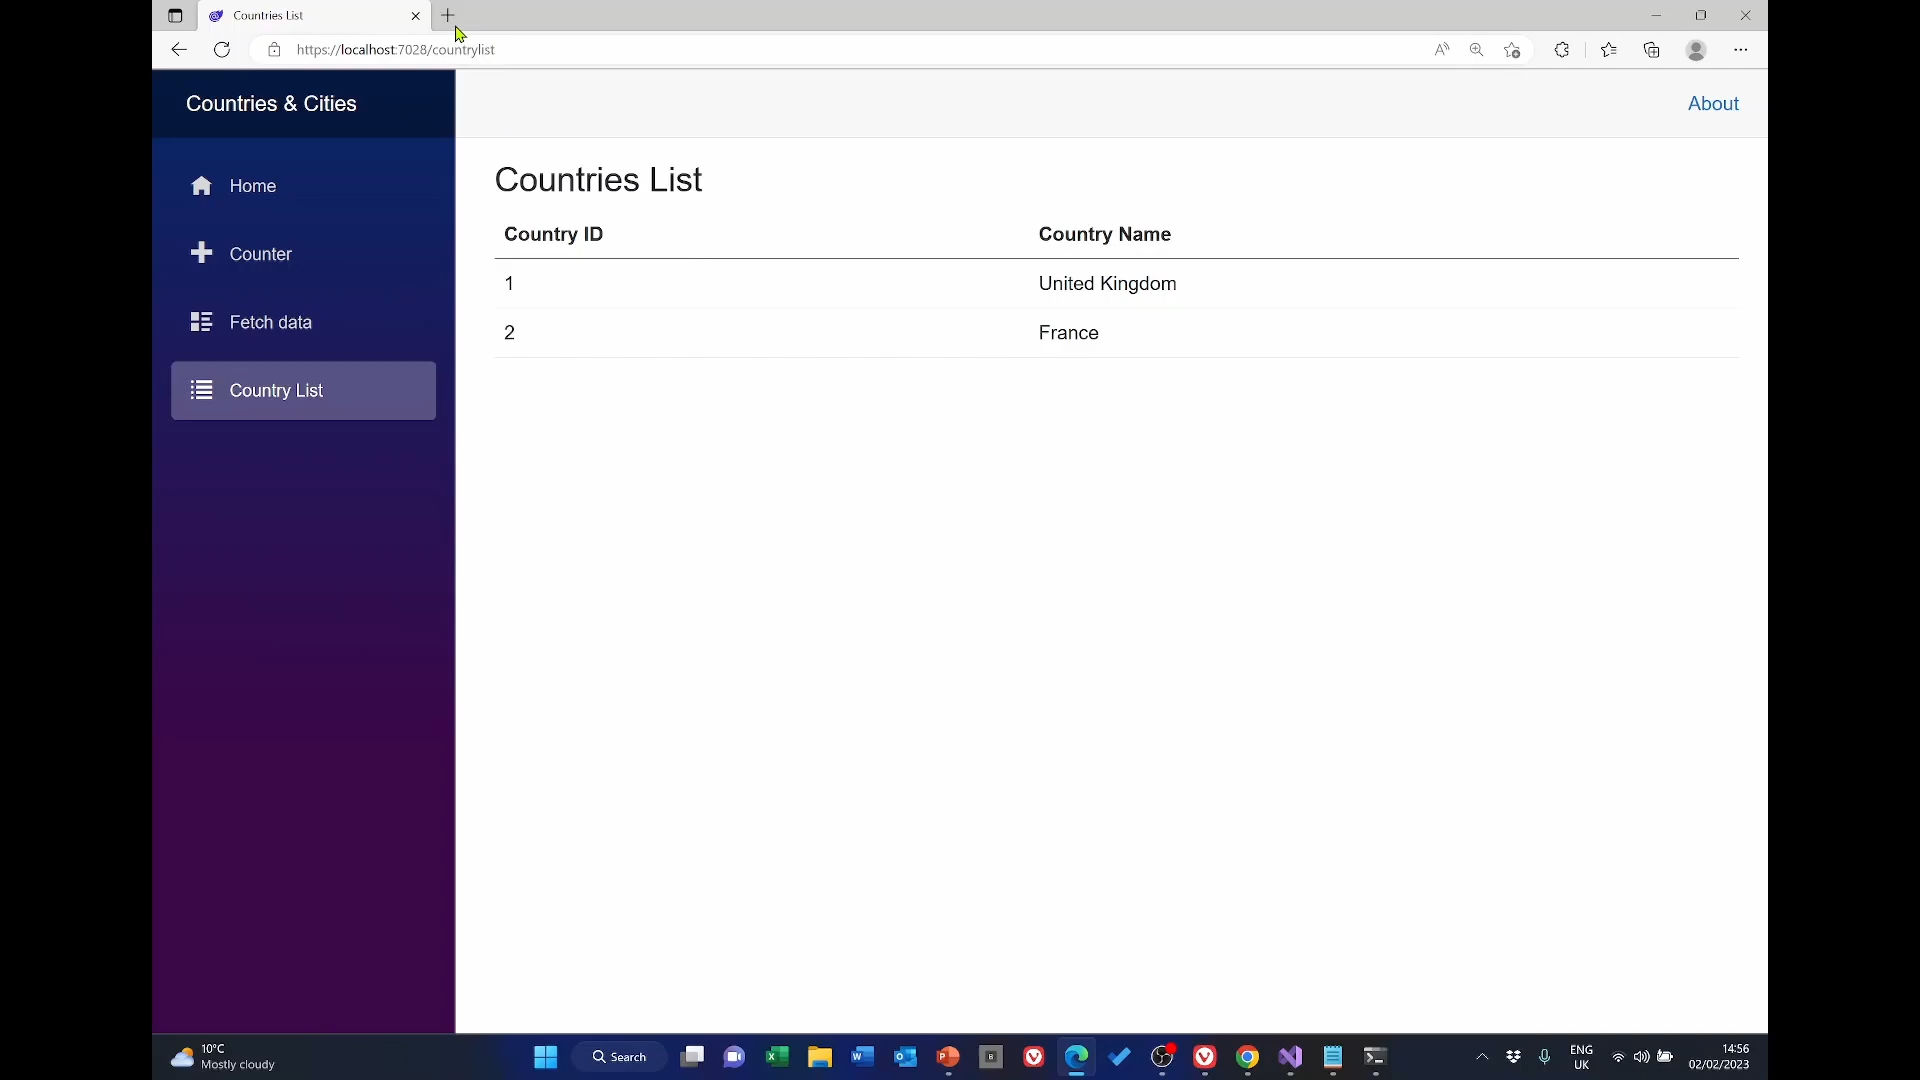 Countries List
https://localhost:7028/countrylist
Countries & Cities
About
Home
Counter
Fetch data
Country List
Countries List
Country ID Country Name
1 United Kingdom
2 France
10°C
Mostly cloudy
Search
ENG
UK
14:56
02/02/2023